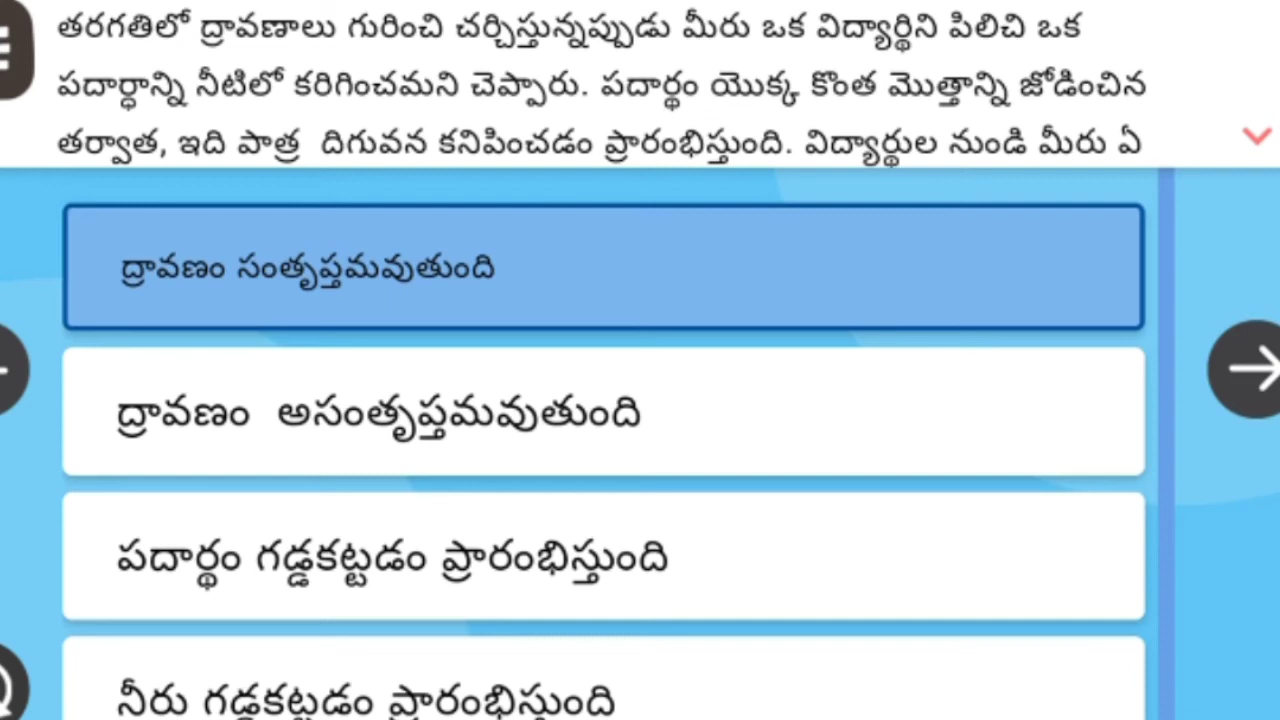 తరగతిలో ద్రావణాలు గురించి చర్చిస్తున్నప్పుడు మీరు ఒక విద్యార్థిని పిలిచి ఒక
పదార్ధాన్ని నీటిలో కరిగించమని చెప్పారు. పదార్థం యొక్క కొంత మొత్తాన్ని జోడించిన
తర్వాత, ఇది పాత్ర దిగువన కనిపించడం ప్రారంభిస్తుంది. విద్యార్థుల నుండి మీరు ఏ
ద్రావణం సంతృప్తమవుతుంది
ద్రావణం అసంతృప్తమవుతుంది
పదార్థం గడ్డకట్టడం ప్రారంభిస్తుంది
నీరు గడ్డకట్టడం ప్రారంభిస్తుంది